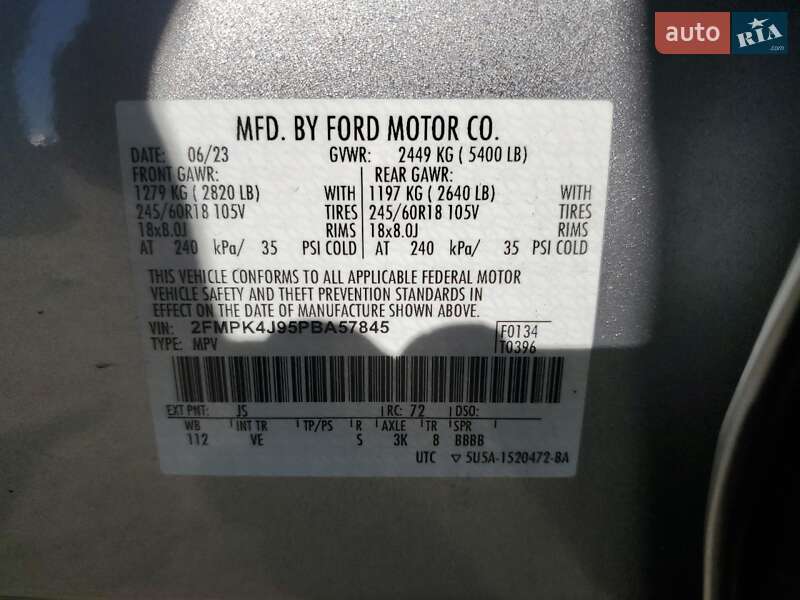 auto RIA .com
MFD. BY FORD MOTOR CO.
DATE: 06/23 GVWR: 2449 KG ( 5400 LB)
FRONT GAWR: REAR GAWR:
1279 KG ( 2820 LB) WITH 1197 KG ( 2640 LB) WITH
245/60R18 105V TIRES 245/60R18 105V TIRES
18x8.0J RIMS 18x8.0J RIMS
AT 240 kPa/ 35 PSI COLD AT 240 kPa/ 35 PSI COLD
THIS VEHICLE CONFORMS TO ALL APPLICABLE FEDERAL MOTOR
VEHICLE SAFETY AND THEFT PREVENTION STANDARDS IN
EFFECT ON THE DATE OF MANUFACTURE SHOWN ABOVE.
VIN: 2FMPK4J95PBA57845 F0134
TYPE: MPV T0396
EXT PNT: JS RC: 72 DSO:
WB INT TR TP/PS R AXLE TR SPR
112 VE S 3K 8 BBBB
UTC ▽ 5U5A-1520472-BA